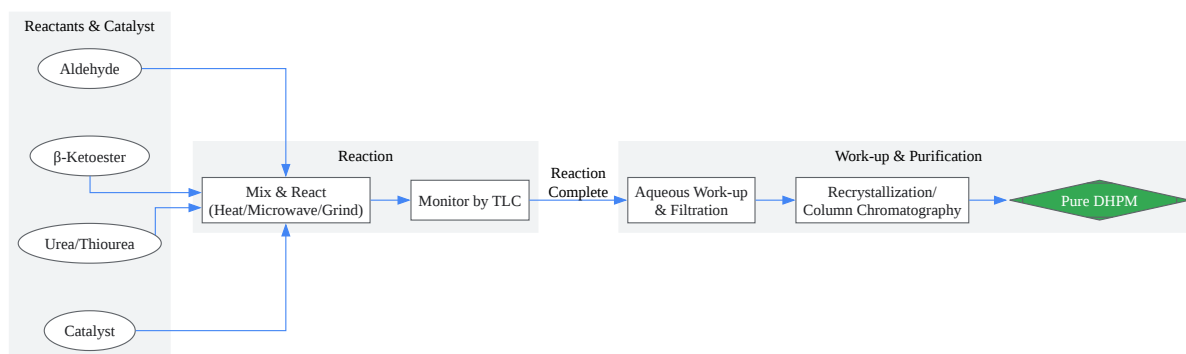 Reactants & Catalyst
Aldehyde
β-Ketoester
Urea/Thiourea
Catalyst
Reaction
Mix & React
(Heat/Microwave/Grind)
Monitor by TLC
Reaction
Complete
Work-up & Purification
Aqueous Work-up
& Filtration
Recrystallization/
Column Chromatography
Pure DHPM